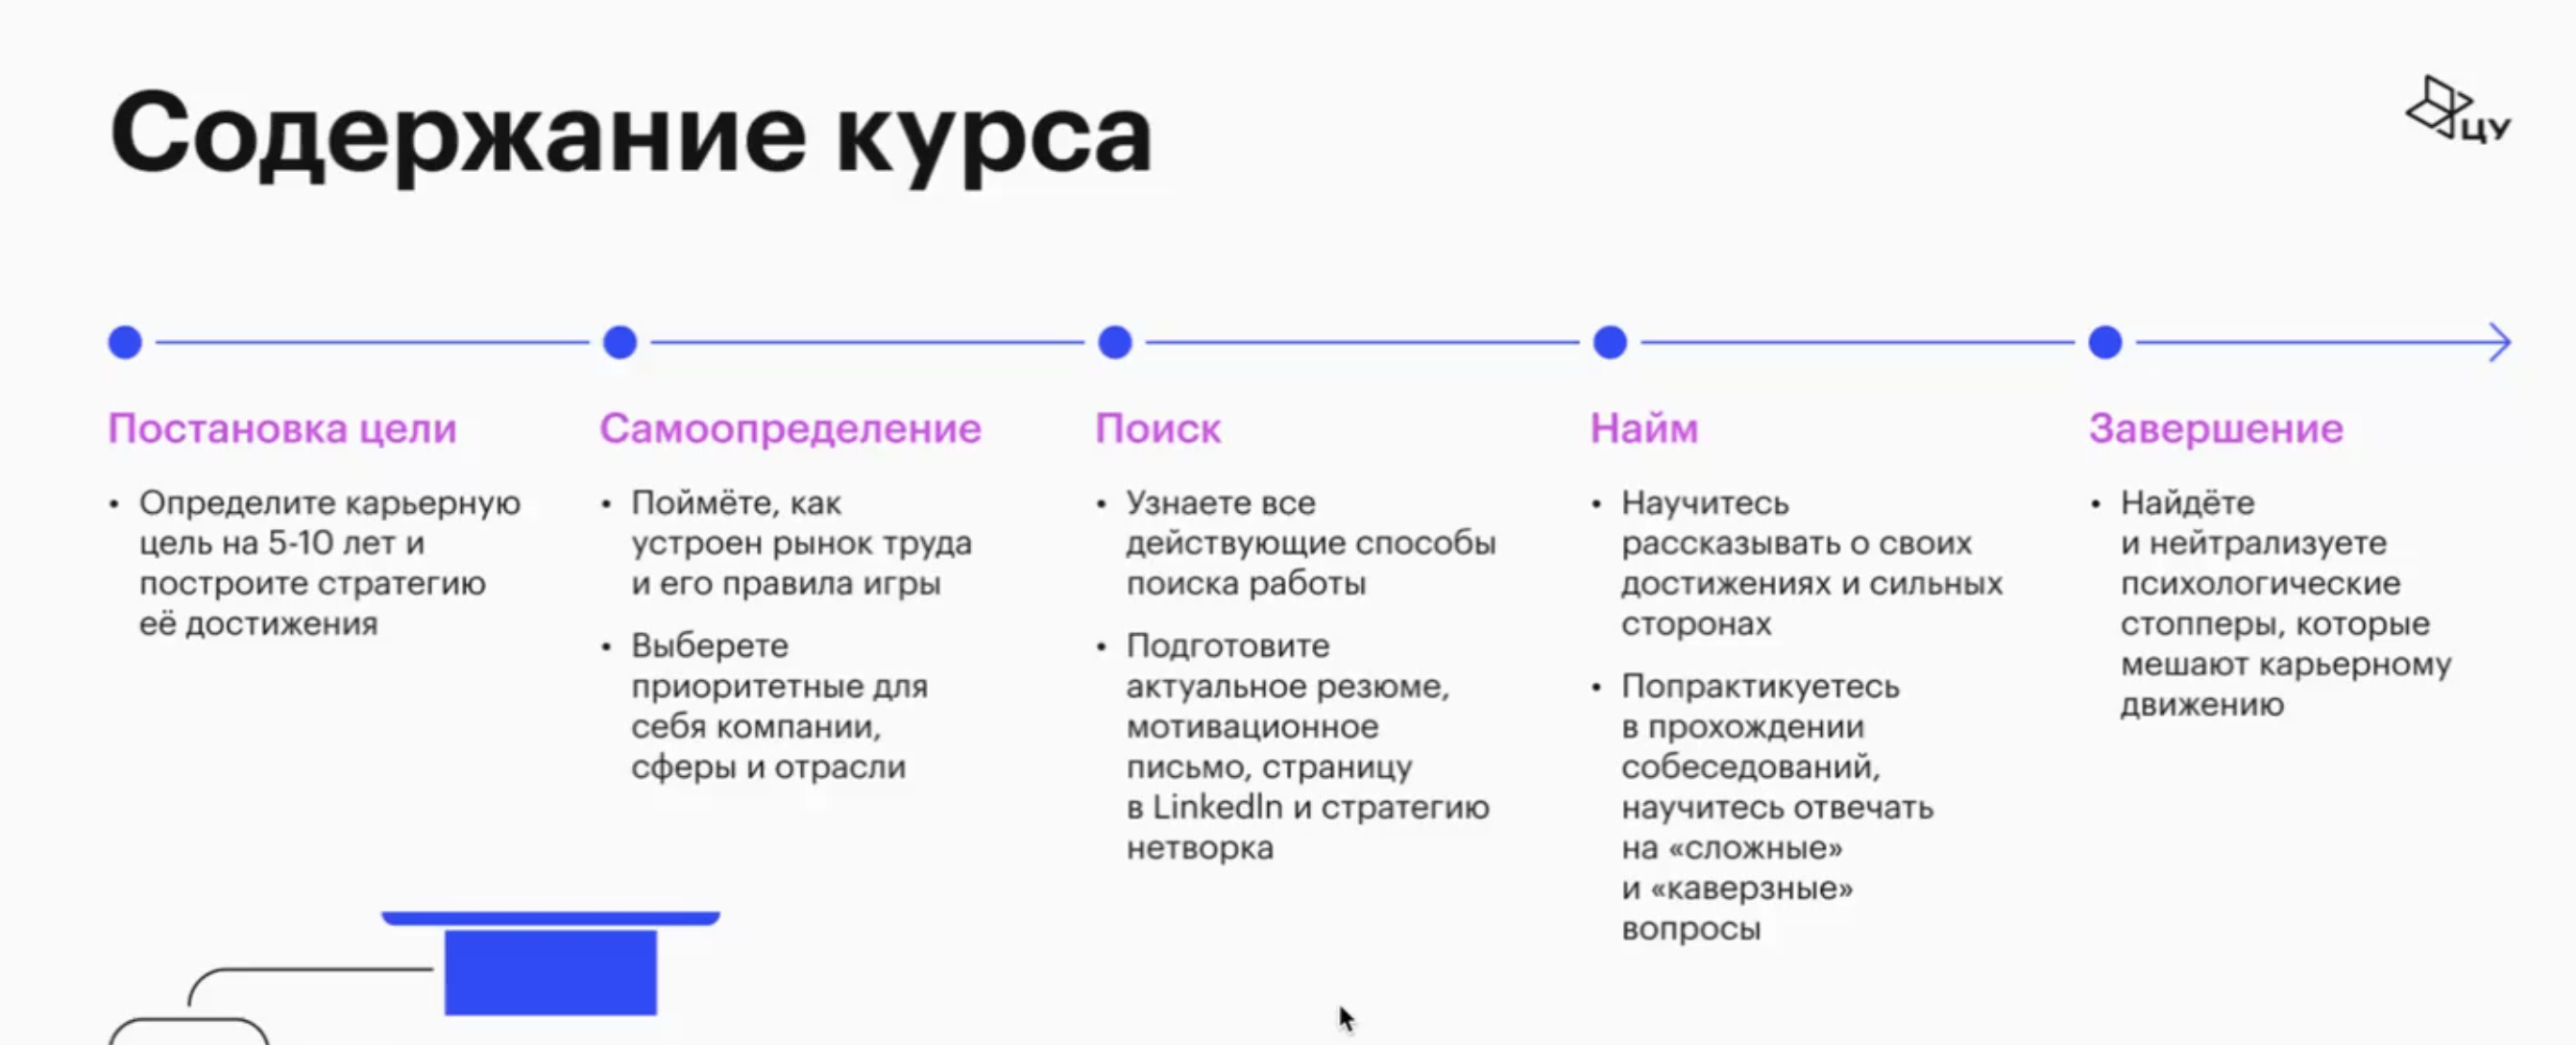 Содержание курса
ЦУ
Постановка цели
• Определите карьерную
цель на 5-10 лет и
построите стратегию
её достижения
Самоопределение
• Поймёте, как
устроен рынок труда
и его правила игры
• Выберете
приоритетные для
себя компании,
сферы и отрасли
Поиск
• Узнаете все
действующие способы
поиска работы
• Подготовите
актуальное резюме,
мотивационное
письмо, страницу
в LinkedIn и стратегию
нетворка
Найм
• Научитесь
рассказывать о своих
достижениях и сильных
сторонах
• Попрактикуетесь
в прохождении
собеседований,
научитесь отвечать
на «сложные»
и «каверзные»
вопросы
Завершение
• Найдёте
и нейтрализуете
психологические
стопперы, которые
мешают карьерному
движению